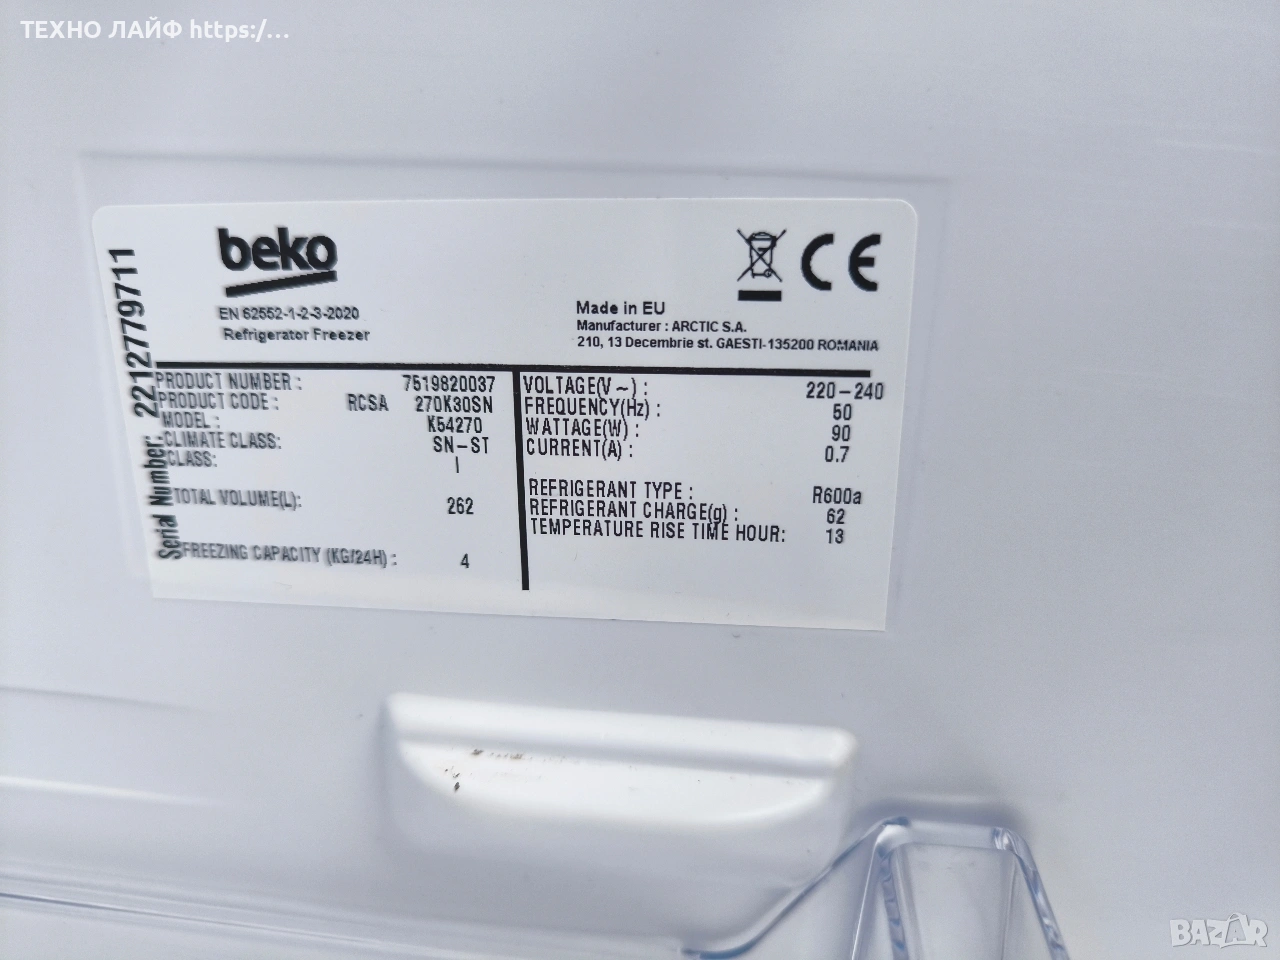 ТЕХНО ЛАЙФ https:/...
beko
EN 62552-1-2-3-2020
Refrigerator Freezer
CE
Made in EU
Manufacturer : ARCTIC S.A.
210, 13 Decembrie st. GAESTI-135200 ROMANIA
Serial Number: 2212779711
PRODUCT NUMBER : 7519820037
PRODUCT CODE : RCSA 270K30SN
MODEL : K54270
CLIMATE CLASS: SN-ST
CLASS: I
TOTAL VOLUME(L): 262
FREEZING CAPACITY (KG/24H) : 4
VOLTAGE(V ~) : 220-240
FREQUENCY(Hz) : 50
WATTAGE(W) : 90
CURRENT(A) : 0.7
REFRIGERANT TYPE : R600a
REFRIGERANT CHARGE(g) : 62
TEMPERATURE RISE TIME HOUR: 13
BAZAR